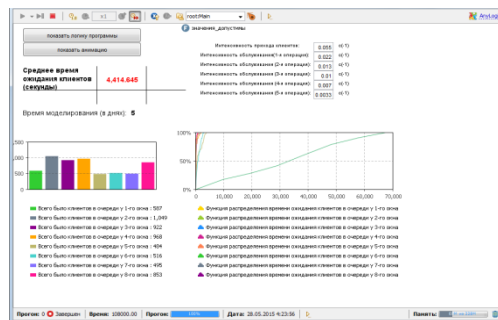 x1
root:Main
AnyLogic
показать логику программы
показать анимацию
значения_допустимы
Интенсивность прихода клиентов: 0.055 с(-1)
Интенсивность обслуживания(1-я операция): 0.022 с(-1)
Интенсивность обслуживания (2-я операция): 0.013 с(-1)
Интенсивность обслуживания (3-я операция): 0.01 с(-1)
Интенсивность обслуживания (4-я операция): 0.007 с(-1)
Интенсивность обслуживания (5-я операция): 0.0033 с(-1)
Среднее время
ожидания клиентов
(секунды)
4,414.645
Время моделирования (в днях): 5
1,000
500
0
100%
50%
0%
0 10,000 20,000 30,000 40,000 50,000 60,000 70,000
Всего было клиентов в очереди у 1-го окна : 587
Всего было клиентов в очереди у 2-го окна : 1,049
Всего было клиентов в очереди у 3-го окна : 922
Всего было клиентов в очереди у 4-го окна : 968
Всего было клиентов в очереди у 5-го окна : 484
Всего было клиентов в очереди у 6-го окна : 516
Всего было клиентов в очереди у 7-го окна : 495
Всего было клиентов в очереди у 8-го окна : 853
Функция распределения времени ожидания клиентов в очереди у 1-го окна
Функция распределения времени ожидания клиентов в очереди у 2-го окна
Функция распределения времени ожидания клиентов в очереди у 3-го окна
Функция распределения времени ожидания клиентов в очереди у 4-го окна
Функция распределения времени ожидания клиентов в очереди у 5-го окна
Функция распределения времени ожидания клиентов в очереди у 6-го окна
Функция распределения времени ожидания клиентов в очереди у 7-го окна
Функция распределения времени ожидания клиентов в очереди у 8-го окна
Прогон: 0 Завершен Время: 108000.00 Прогон: 100% Дата: 28.05.2015 4:23:56 Память: